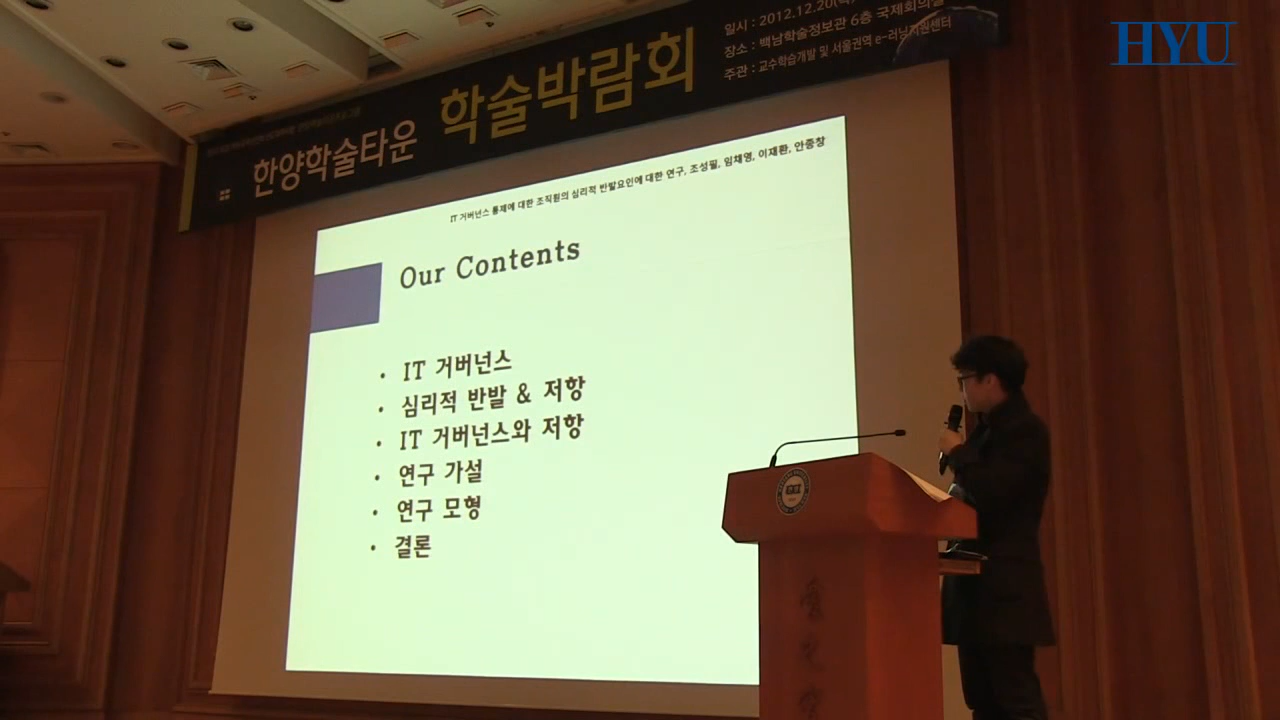 HYU
일시 : 2012.12.20
장소 : 백남학술정보관 6층 국제회의실
주관 : 교수학습개발 및 서울권역 e-러닝지원센터
한양학술타운 학술박람회
IT 거버넌스 통제에 대한 조직원의 심리적 반발요인에 대한 연구, 조성필, 임채영, 이재환, 안종창
Our Contents
• IT 거버넌스
• 심리적 반발 & 저항
• IT 거버넌스와 저항
• 연구 가설
• 연구 모형
• 결론